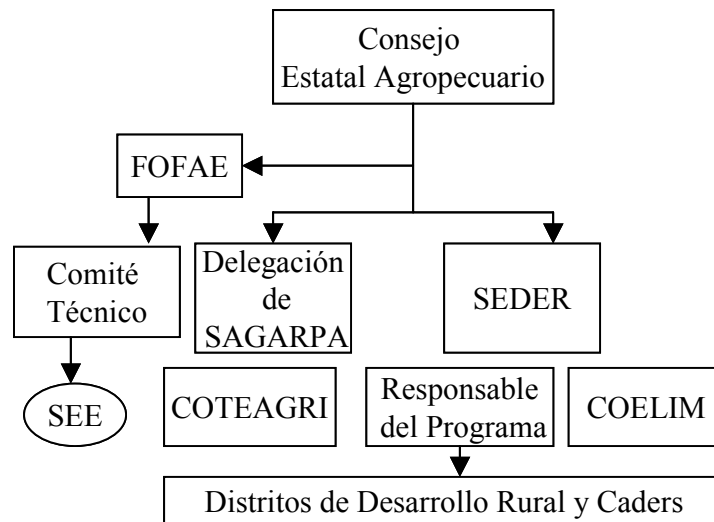 Consejo
Estatal Agropecuario
FOFAE
Comité
Técnico
Delegación
de
SAGARPA
SEDER
SEE
COTEAGRI
Responsable
del Programa
COELIM
Distritos de Desarrollo Rural y Caders